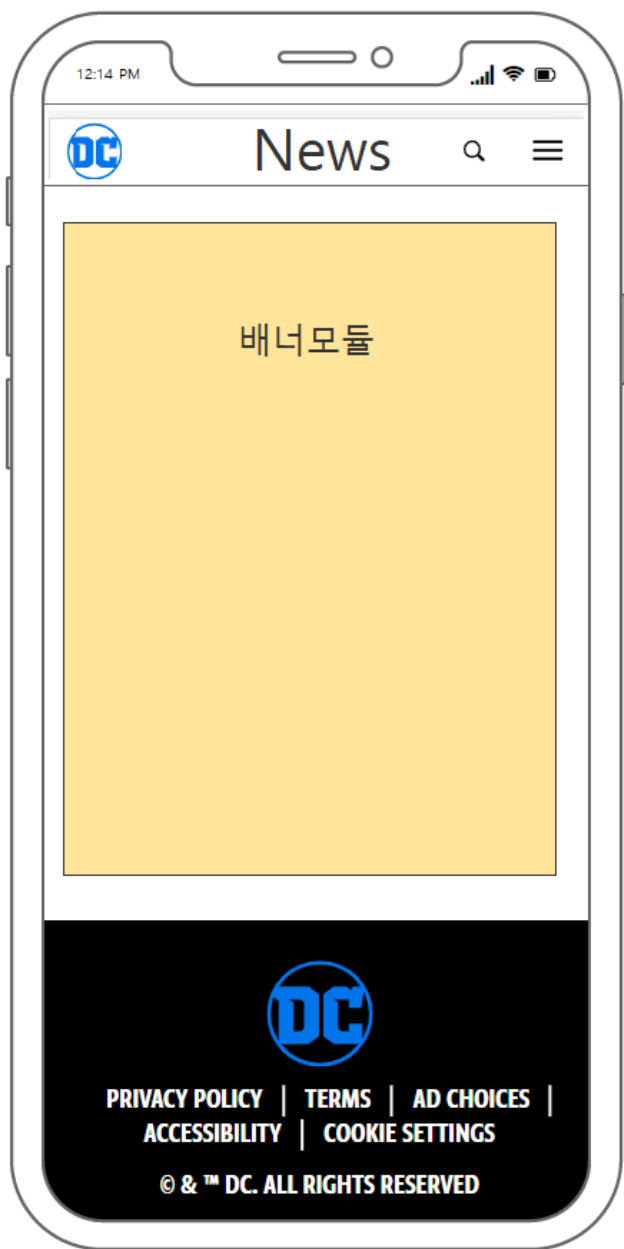 12:14 PM
DC News
배너모듈
DC
PRIVACY POLICY | TERMS | AD CHOICES |
ACCESSIBILITY | COOKIE SETTINGS
© & ™ DC. ALL RIGHTS RESERVED